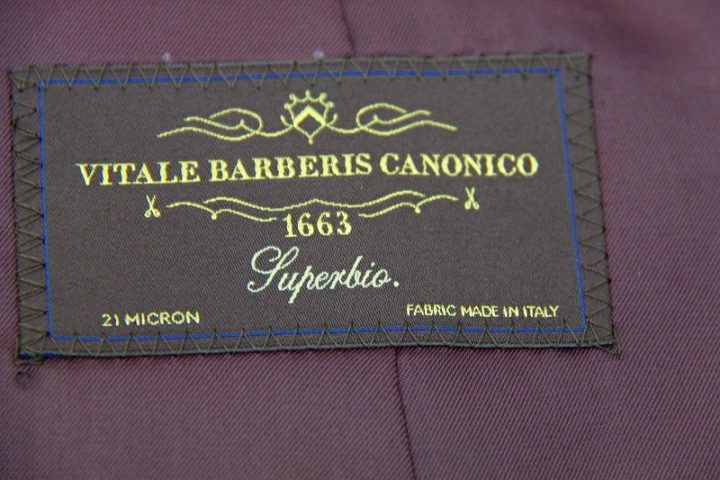 VITALE BARBERIS CANONICO
1663
Superbio.
21 MICRON
FABRIC MADE IN ITALY